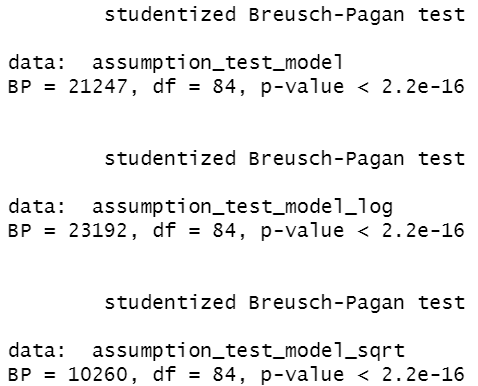 studentized Breusch-Pagan test
data:  assumption_test_model
BP = 21247, df = 84, p-value < 2.2e-16
studentized Breusch-Pagan test
data:  assumption_test_model_log
BP = 23192, df = 84, p-value < 2.2e-16
studentized Breusch-Pagan test
data:  assumption_test_model_sqrt
BP = 10260, df = 84, p-value < 2.2e-16